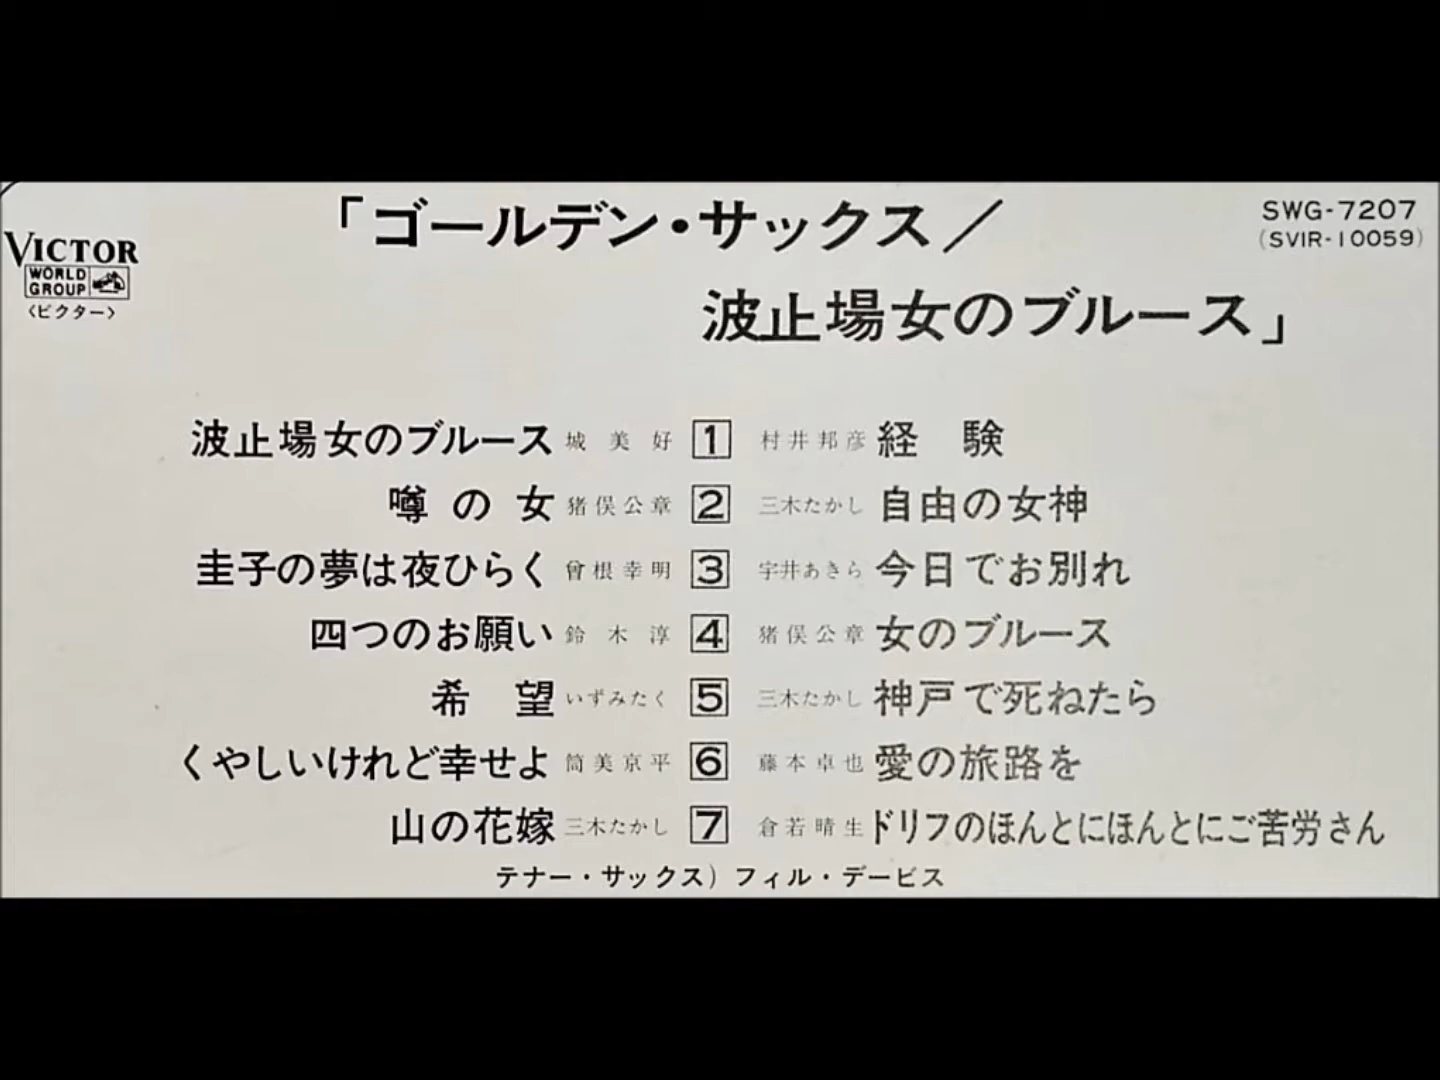 「ゴールデン・サックス／
波止場女のブルース」
SWG-7207
(SVIR-10059)
VICTOR
WORLD
GROUP
〈ビクター〉
波止場女のブルース 城美好 1 村井邦彦 経験
噂の女 猪俣公章 2 三木たかし 自由の女神
圭子の夢は夜ひらく 曾根幸明 3 宇井あきら 今日でお別れ
四つのお願い 鈴木淳 4 猪俣公章 女のブルース
希望 いずみたく 5 三木たかし 神戸で死ねたら
くやしいけれど幸せよ 筒美京平 6 藤本卓也 愛の旅路を
山の花嫁 三木たかし 7 倉若晴生 ドリフのほんとにほんとにご苦労さん
テナー・サックス) フィル・デービス